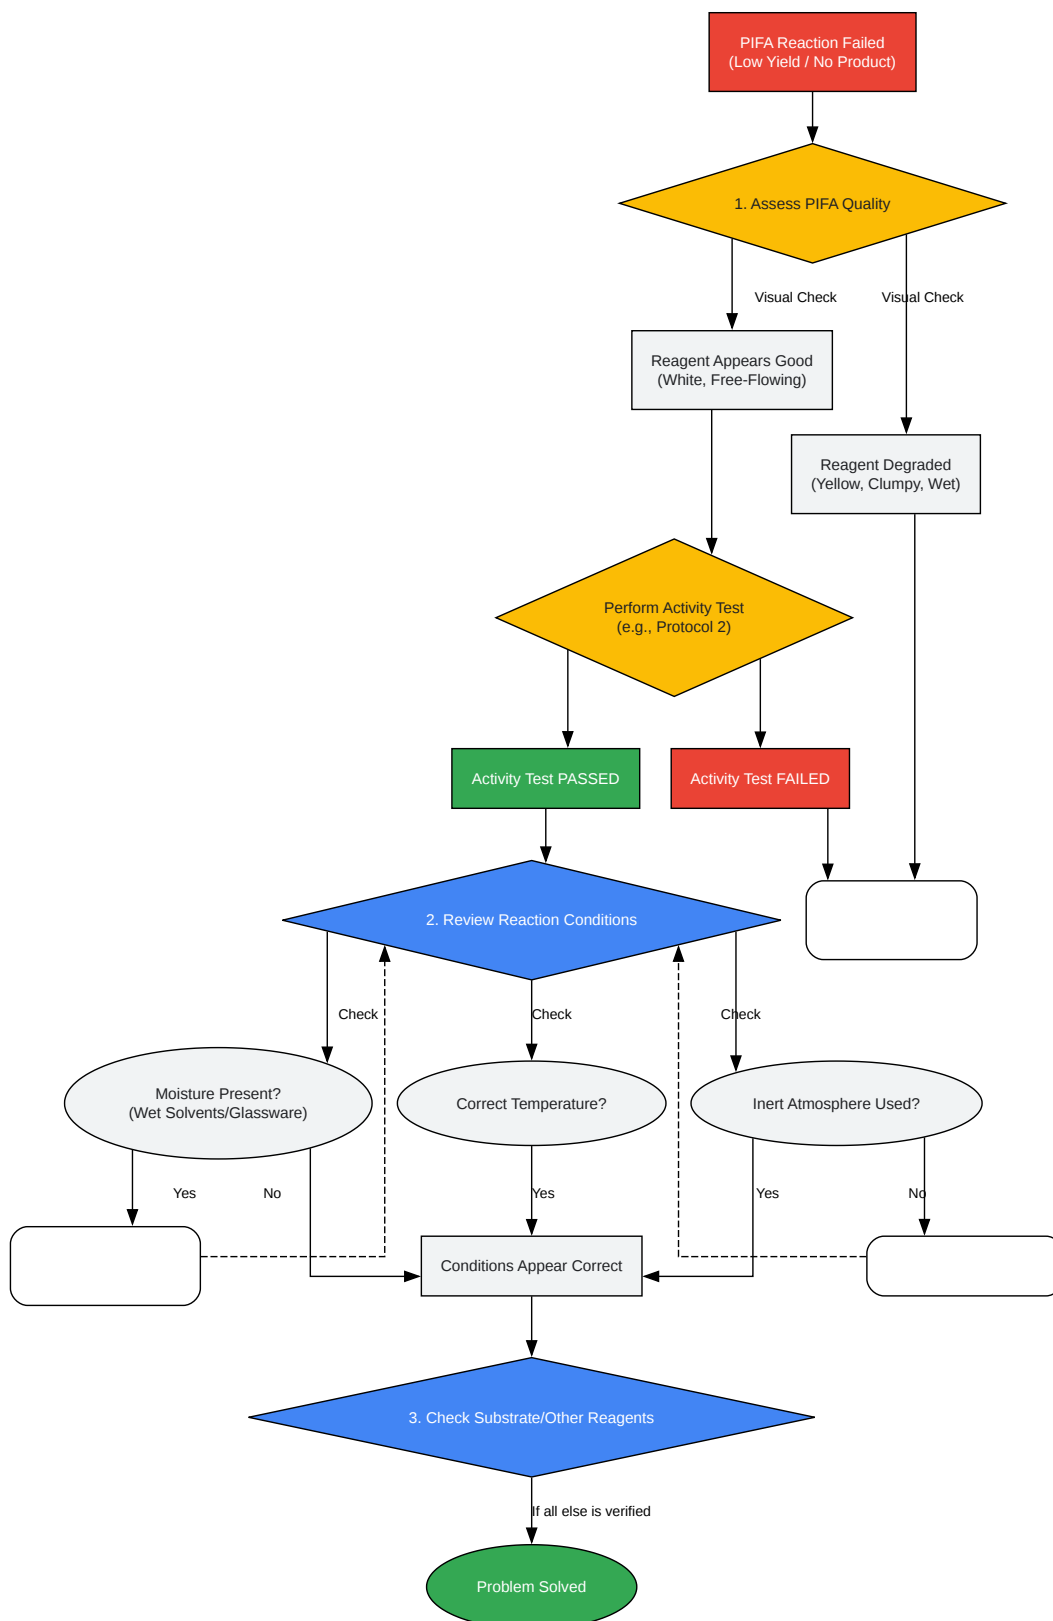 PIFA Reaction Failed
(Low Yield / No Product)
1. Assess PIFA Quality
Visual Check
Visual Check
Reagent Appears Good
(White, Free-Flowing)
Reagent Degraded
(Yellow, Clumpy, Wet)
Perform Activity Test
(e.g., Protocol 2)
Activity Test PASSED
Activity Test FAILED
2. Review Reaction Conditions
Check
Check
Check
Moisture Present?
(Wet Solvents/Glassware)
Correct Temperature?
Inert Atmosphere Used?
Yes
No
Yes
Yes
No
Conditions Appear Correct
3. Check Substrate/Other Reagents
If all else is verified
Problem Solved